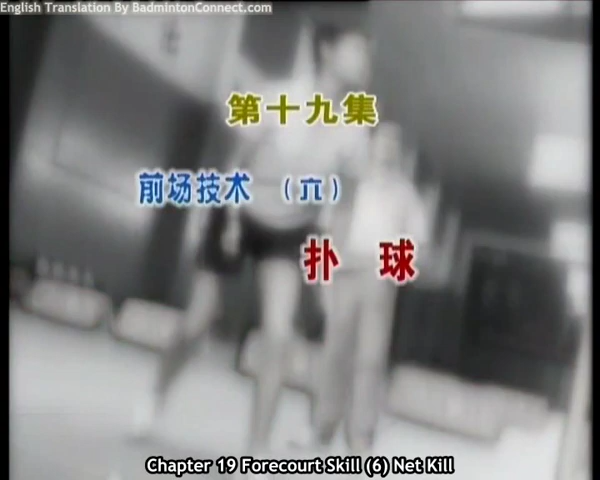 English Translation By BadmintonConnect.com
第十九集
前场技术 (六)
扑 球
Chapter 19 Forecourt Skill (6) Net Kill